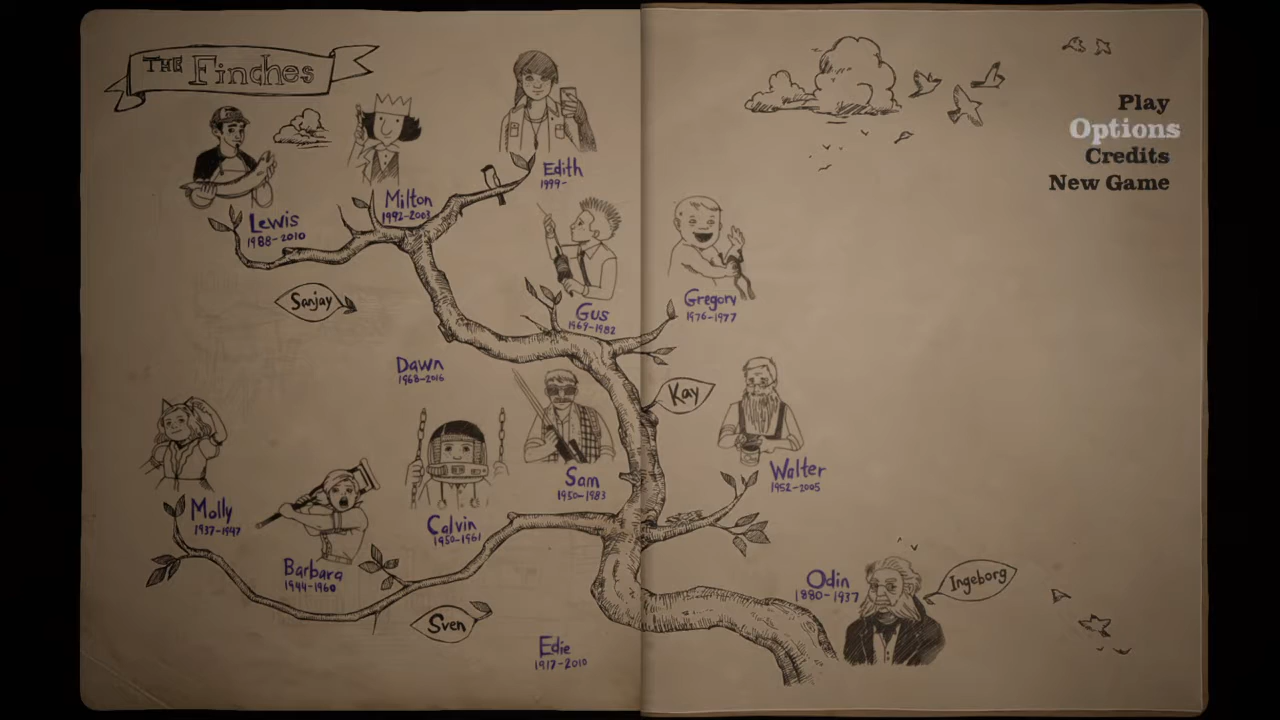 THE Finches
Play
Options
Credits
New Game
Edith
1999-
Milton
1992-2003
Lewis
1988-2010
Sanjay
Gus
1969-1982
Gregory
1976-1977
Dawn
1968-2016
Kay
Sam
1950-1983
Walter
1952-2005
Molly
1937-1947
Calvin
1950-1961
Barbara
1944-1960
Odin
1880-1937
Ingeborg
Sven
Edie
1917-2010